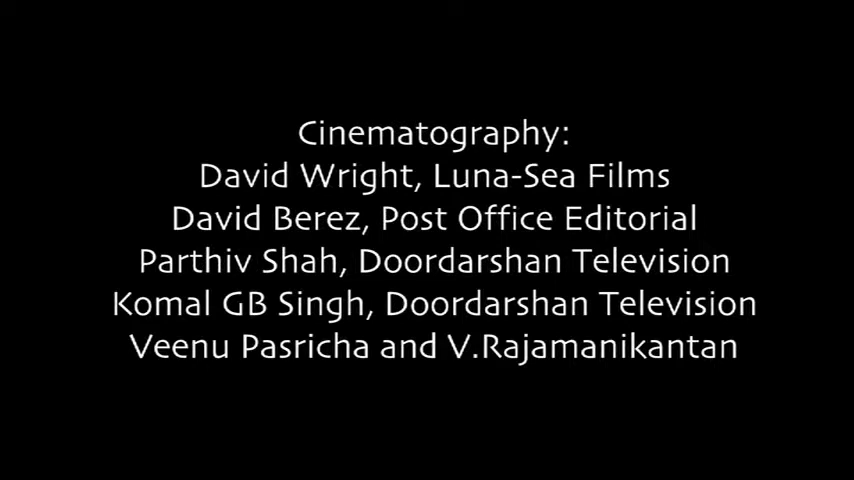 Cinematography:
David Wright, Luna-Sea Films
David Berez, Post Office Editorial
Parthiv Shah, Doordarshan Television
Komal GB Singh, Doordarshan Television
Veenu Pasricha and V.Rajamanikantan